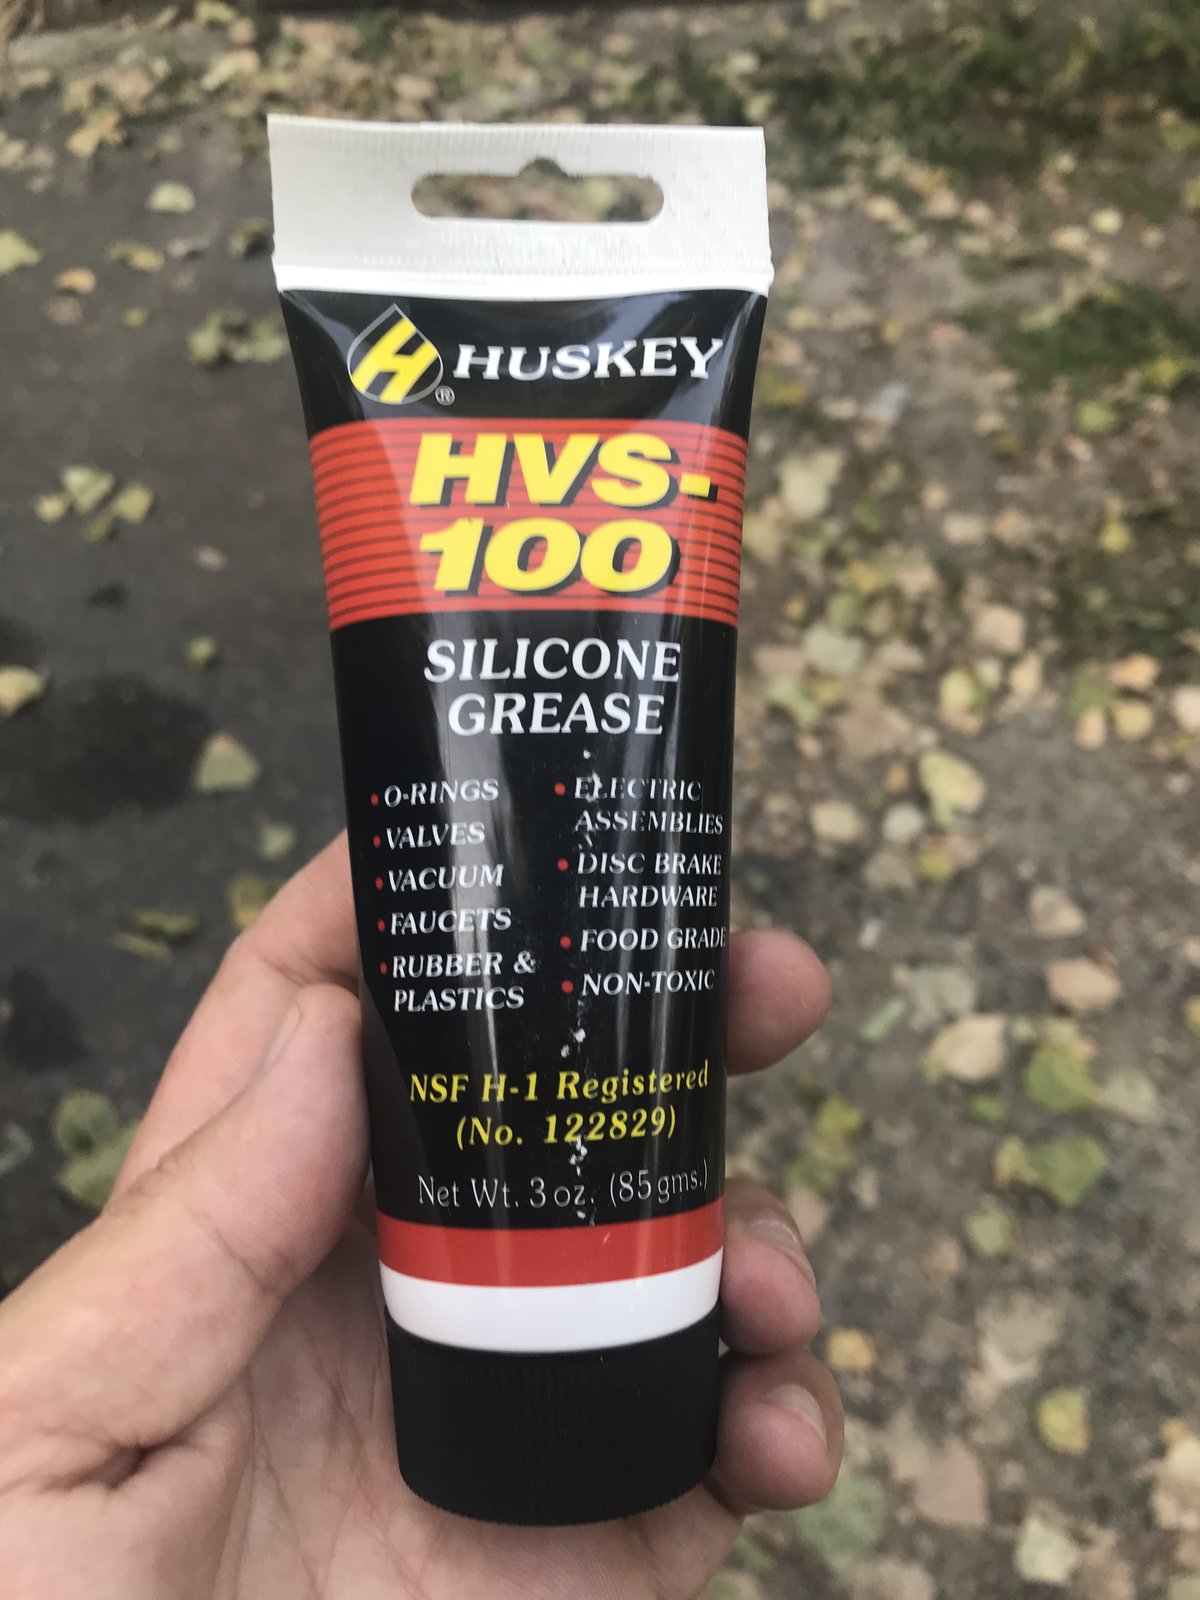 H
®
HUSKEY
HVS-
100
SILICONE
GREASE
• O-RINGS
• VALVES
• VACUUM
• FAUCETS
• RUBBER &
PLASTICS
• ELECTRIC
ASSEMBLIES
• DISC BRAKE
HARDWARE
• FOOD GRADE
• NON-TOXIC
NSF H-1 Registered
(No. 122829)
Net Wt. 3 oz. (85 gms.)